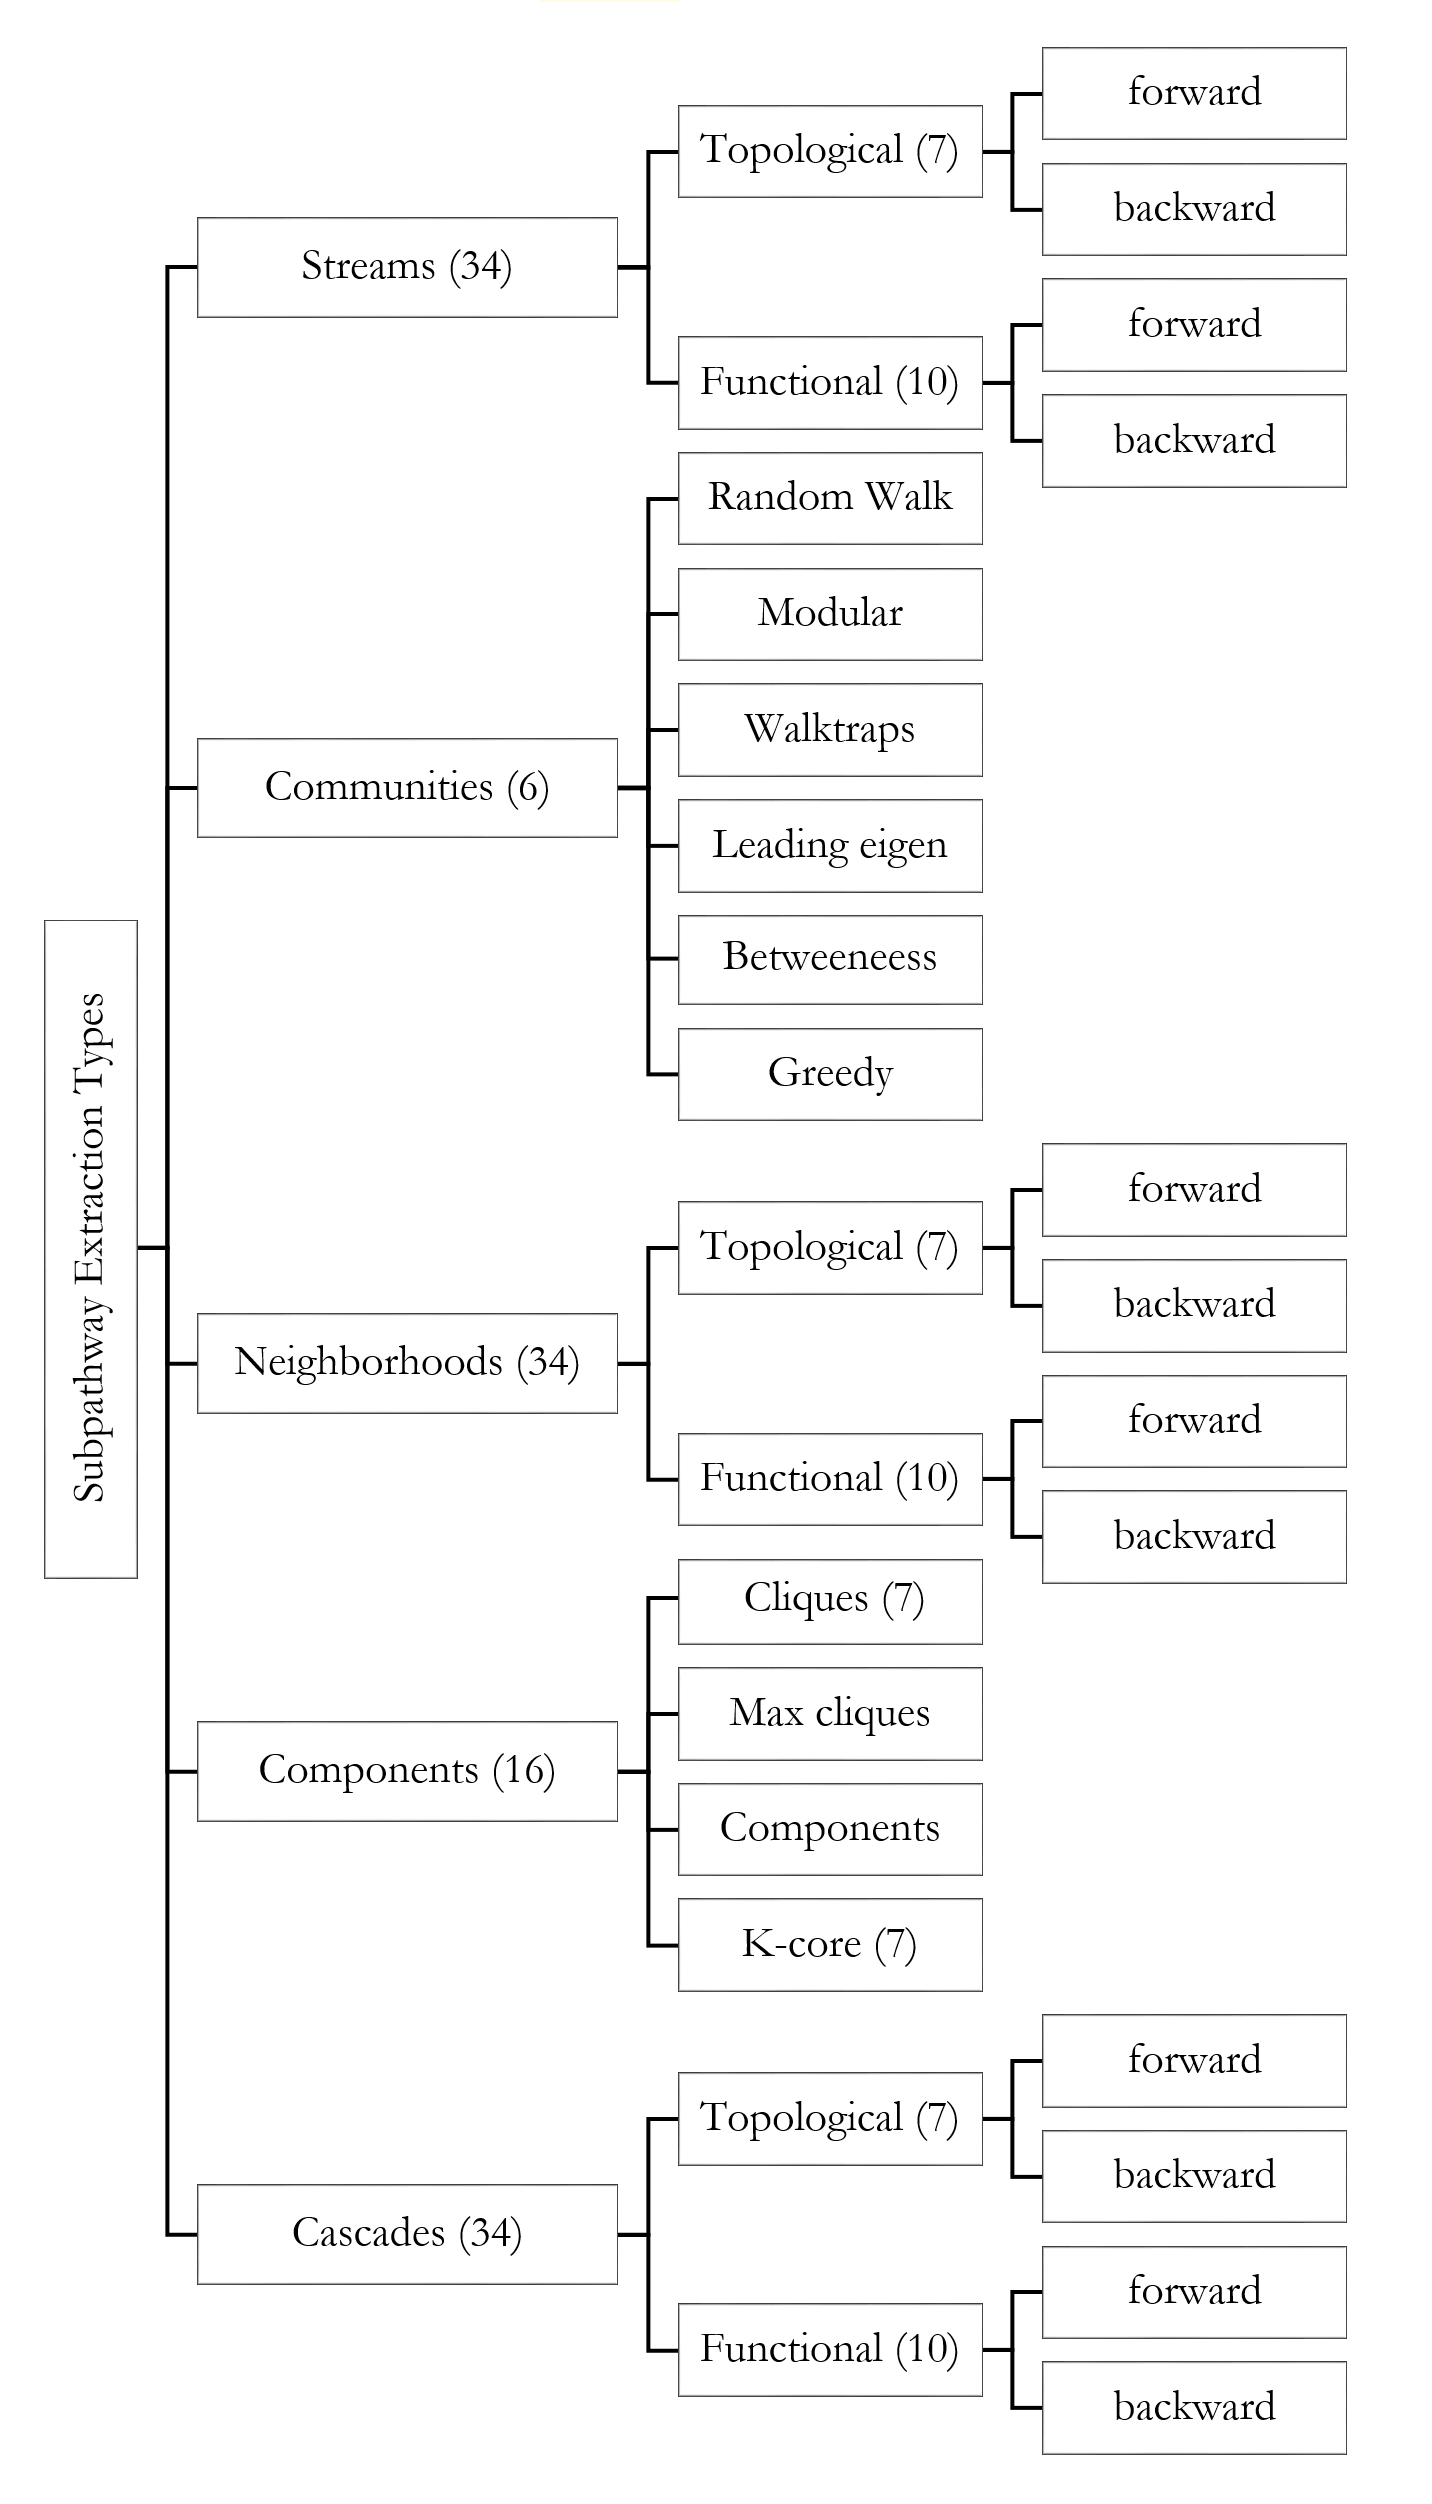 Subpathway Extraction Types
Streams (34)
Topological (7)
forward
backward
Functional (10)
forward
backward
Communities (6)
Random Walk
Modular
Walktraps
Leading eigen
Betweeneess
Greedy
Neighborhoods (34)
Topological (7)
forward
backward
Functional (10)
forward
backward
Components (16)
Cliques (7)
Max cliques
Components
K-core (7)
Cascades (34)
Topological (7)
forward
backward
Functional (10)
forward
backward